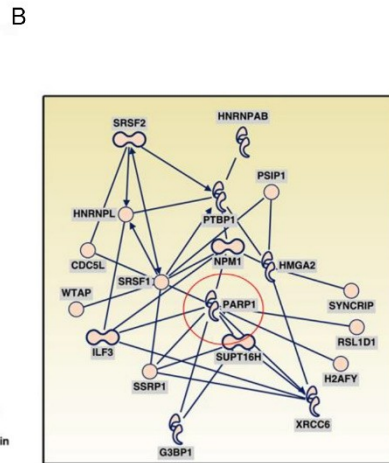 B
SRSF2
HNRNPAB
PSIP1
HNRNPL
PTBP1
CDC5L
NPM1
HMGA2
SRSF1
WTAP
SYNCRIP
PARP1
RSL1D1
ILF3
SUPT16H
H2AFY
SSRP1
XRCC6
in
G3BP1